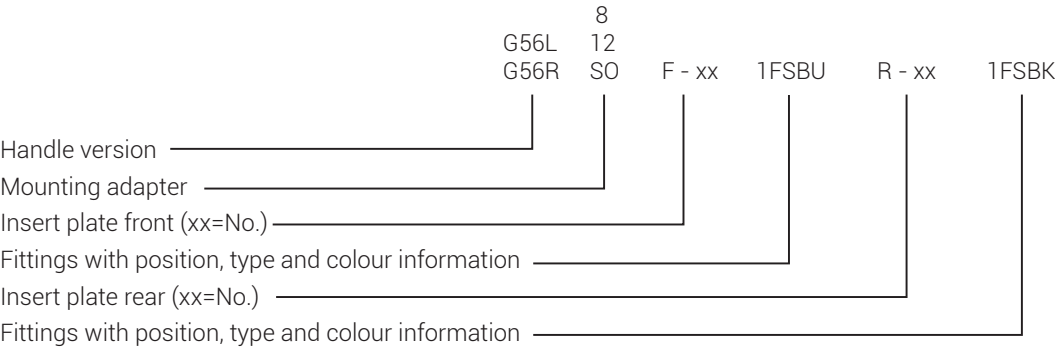 8
G56L 12
G56R SO F - xx 1FSBU R - xx 1FSBK
Handle version
Mounting adapter
Insert plate front (xx=No.)
Fittings with position, type and colour information
Insert plate rear (xx=No.)
Fittings with position, type and colour information